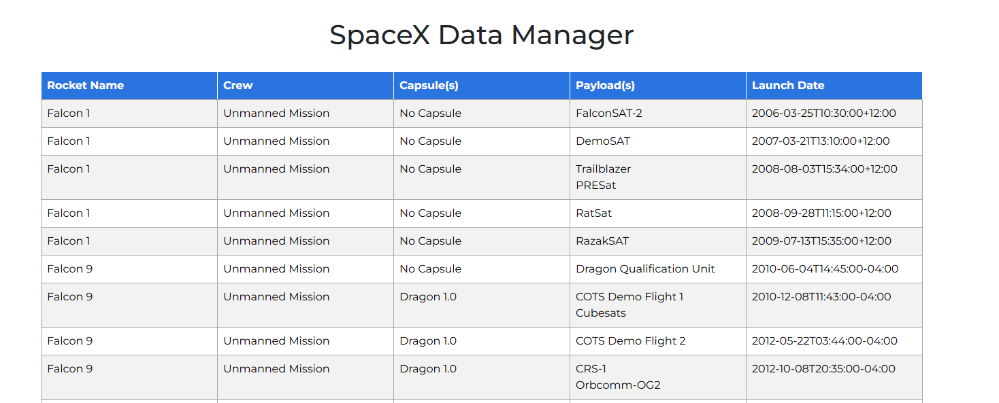 SpaceX Data Manager
Rocket Name Crew Capsule(s) Payload(s) Launch Date
Falcon 1 Unmanned Mission No Capsule FalconSAT-2 2006-03-25T10:30:00+12:00
Falcon 1 Unmanned Mission No Capsule DemoSAT 2007-03-21T13:10:00+12:00
Falcon 1 Unmanned Mission No Capsule Trailblazer 2008-08-03T15:34:00+12:00
PRESat
Falcon 1 Unmanned Mission No Capsule RatSat 2008-09-28T11:15:00+12:00
Falcon 1 Unmanned Mission No Capsule RazakSAT 2009-07-13T15:35:00+12:00
Falcon 9 Unmanned Mission No Capsule Dragon Qualification Unit 2010-06-04T14:45:00-04:00
Falcon 9 Unmanned Mission Dragon 1.0 COTS Demo Flight 1 2010-12-08T11:43:00-04:00
Cubesats
Falcon 9 Unmanned Mission Dragon 1.0 COTS Demo Flight 2 2012-05-22T03:44:00-04:00
Falcon 9 Unmanned Mission Dragon 1.0 CRS-1 2012-10-08T20:35:00-04:00
Orbcomm-OG2